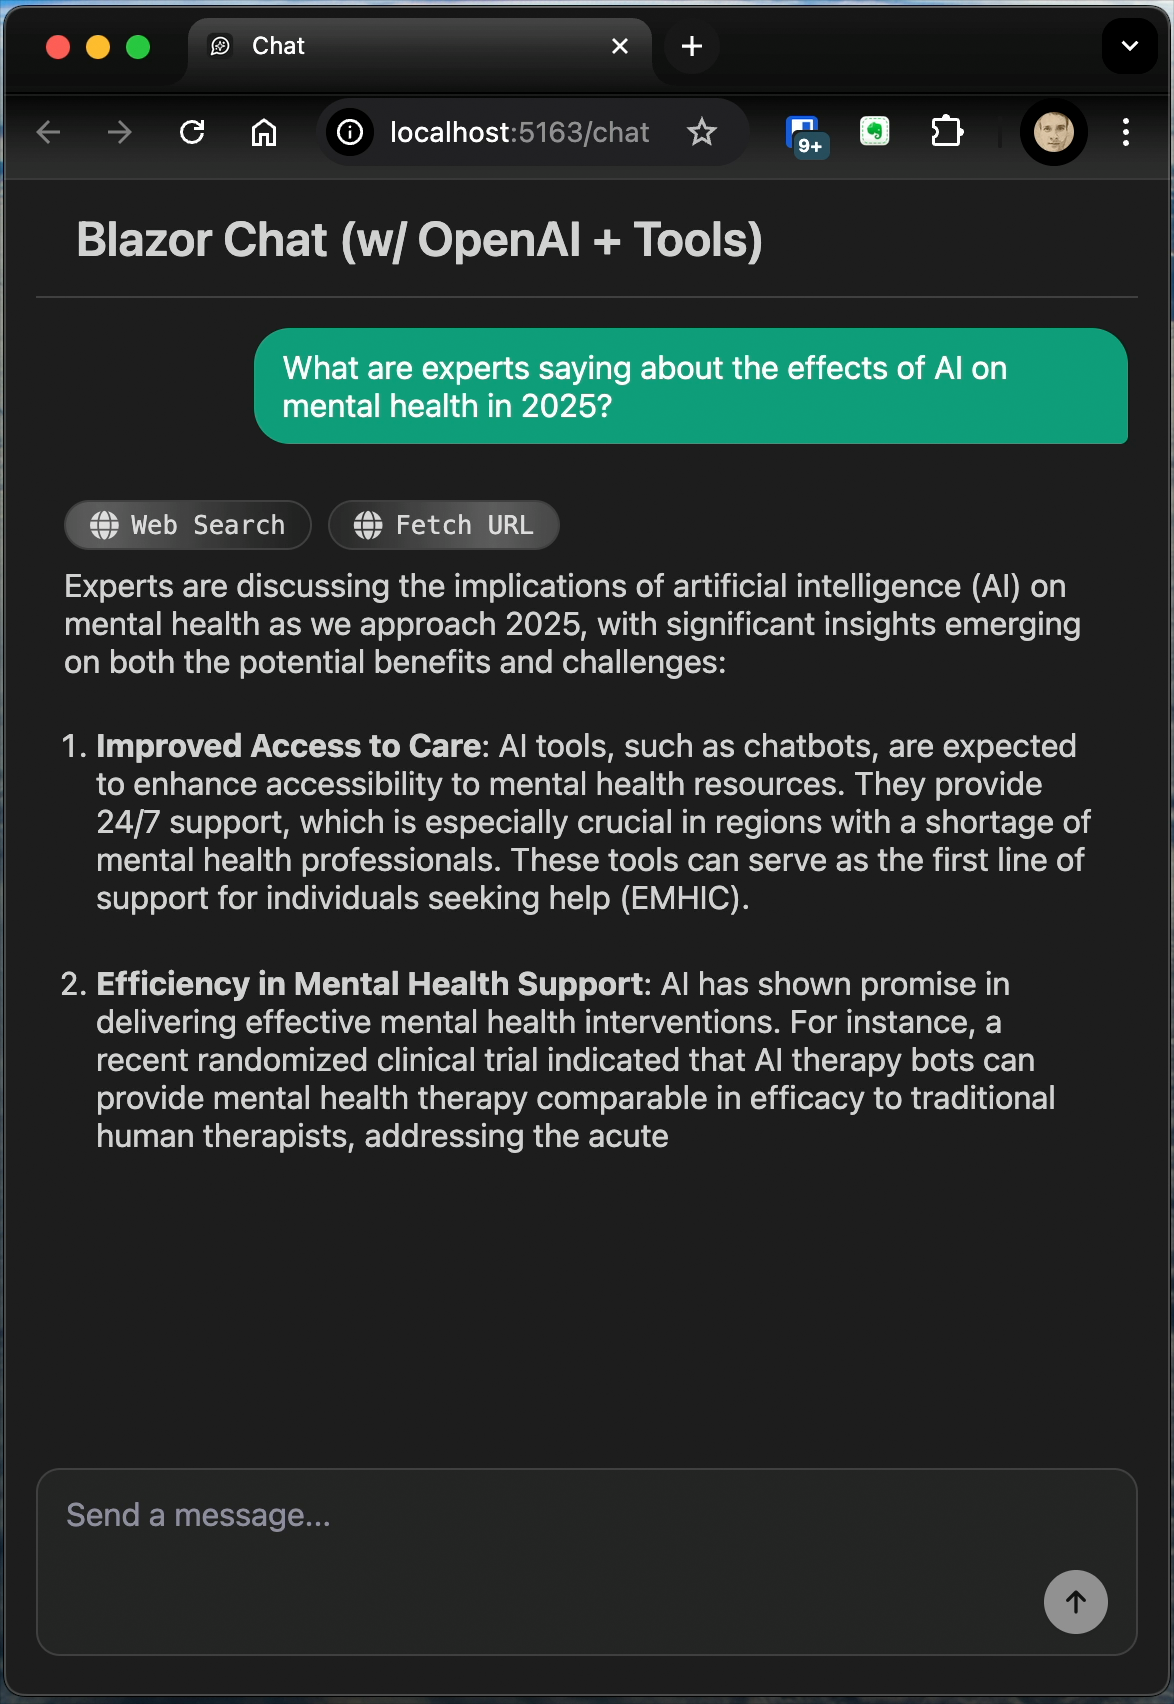 Chat
localhost:5163/chat
9+
Blazor Chat (w/ OpenAI + Tools)
What are experts saying about the effects of AI on
mental health in 2025?
Web Search
Fetch URL
Experts are discussing the implications of artificial intelligence (AI) on
mental health as we approach 2025, with significant insights emerging
on both the potential benefits and challenges:
1. Improved Access to Care: AI tools, such as chatbots, are expected
to enhance accessibility to mental health resources. They provide
24/7 support, which is especially crucial in regions with a shortage of
mental health professionals. These tools can serve as the first line of
support for individuals seeking help (EMHIC).
2. Efficiency in Mental Health Support: AI has shown promise in
delivering effective mental health interventions. For instance, a
recent randomized clinical trial indicated that AI therapy bots can
provide mental health therapy comparable in efficacy to traditional
human therapists, addressing the acute
Send a message...